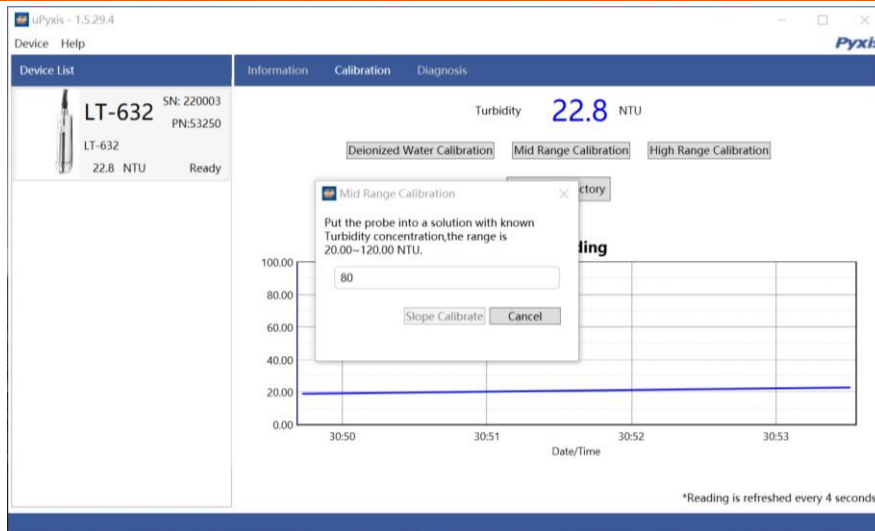 uPyxis - 1.5.29.4
Device Help
Pyxis
Device List
Information Calibration Diagnosis
LT-632
SN: 220003
PN:53250
LT-632
22.8 NTU Ready
Turbidity 22.8 NTU
Deionized Water Calibration Mid Range Calibration High Range Calibration
Mid Range Calibration
Put the probe into a solution with known
Turbidity concentration,the range is
20.00~120.00 NTU.
80
Slope Calibrate Cancel
100.00
80.00
60.00
40.00
20.00
0.00
30:50 30:51 30:52 30:53
Date/Time
*Reading is refreshed every 4 seconds